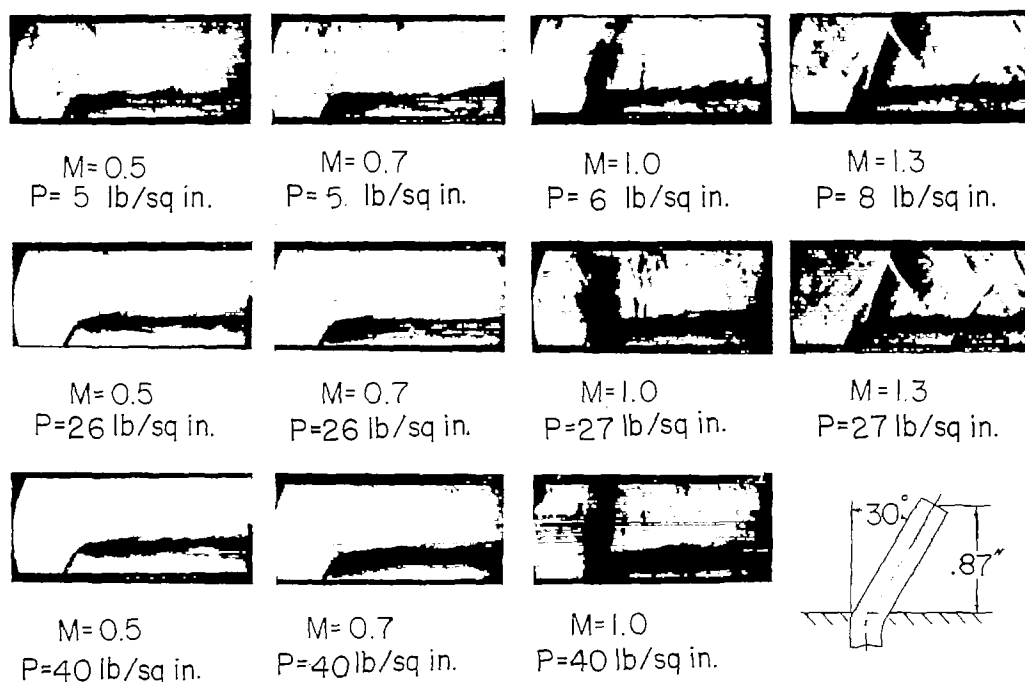 M=0.5
P= 5 lb/sq in.
M=0.7
P= 5. lb/sq in.
M=1.0
P= 6 lb/sq in.
M=1.3
P= 8 lb/sq in.
M=0.5
P=26 lb/sq in.
M=0.7
P=26 lb/sq in.
M=1.0
P=27 lb/sq in.
M=1.3
P=27 lb/sq in.
M=0.5
P=40 lb/sq in.
M=0.7
P=40 lb/sq in.
M=1.0
P=40 lb/sq in.
30°
.87"